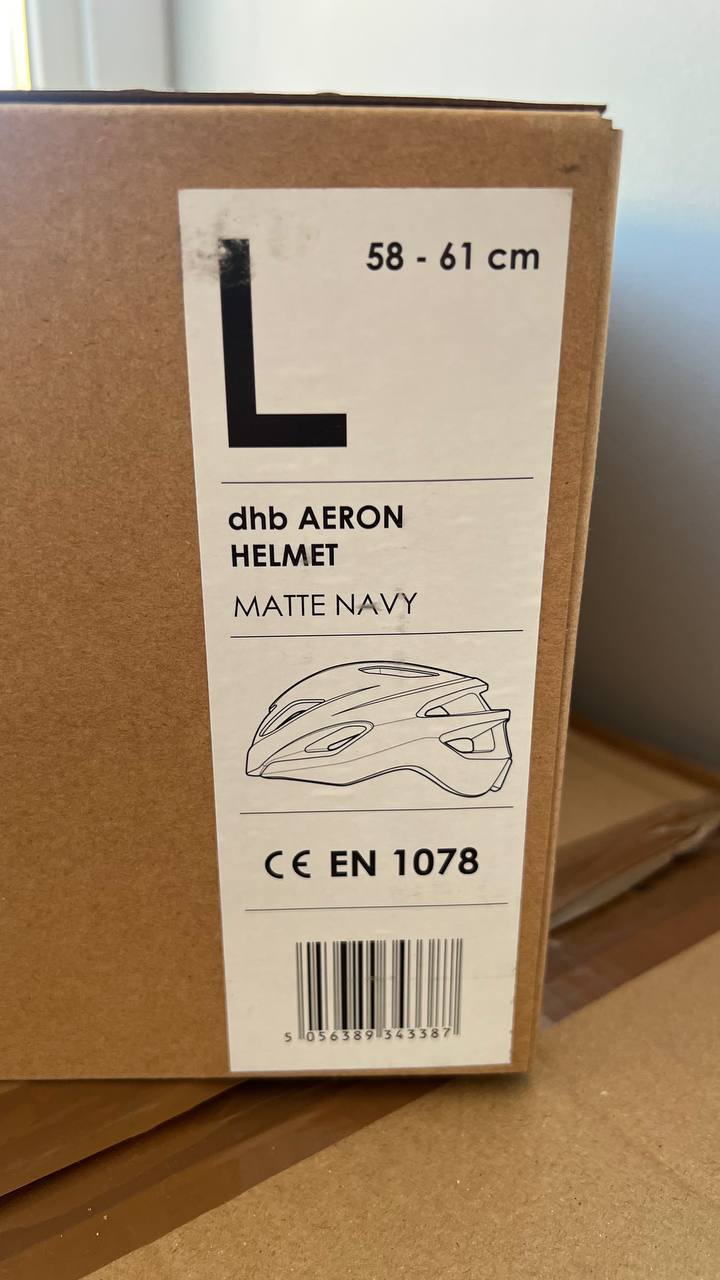 L
58 - 61 cm
dhb AERON
HELMET
MATTE NAVY
CE EN 1078
5 056389 343387